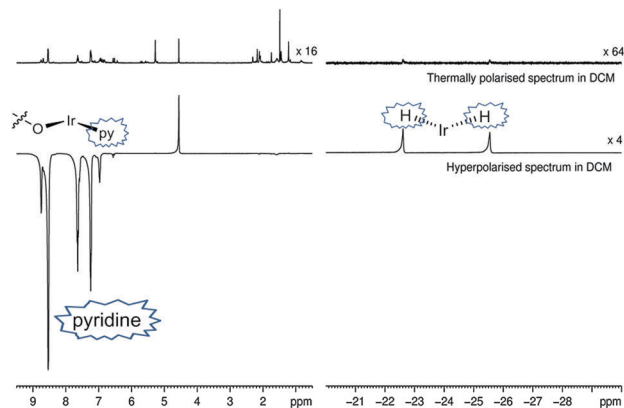 x 16
x 64
Thermally polarised spectrum in DCM
O Ir py
H Ir H
x 4
Hyperpolarised spectrum in DCM
pyridine
9 8 7 6 5 4 3 2 ppm
−21 −22 −23 −24 −25 −26 −27 −28 ppm